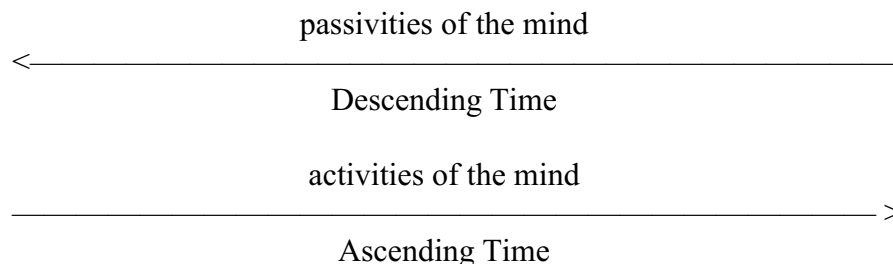 passivities of the mind
Descending Time
activities of the mind
Ascending Time